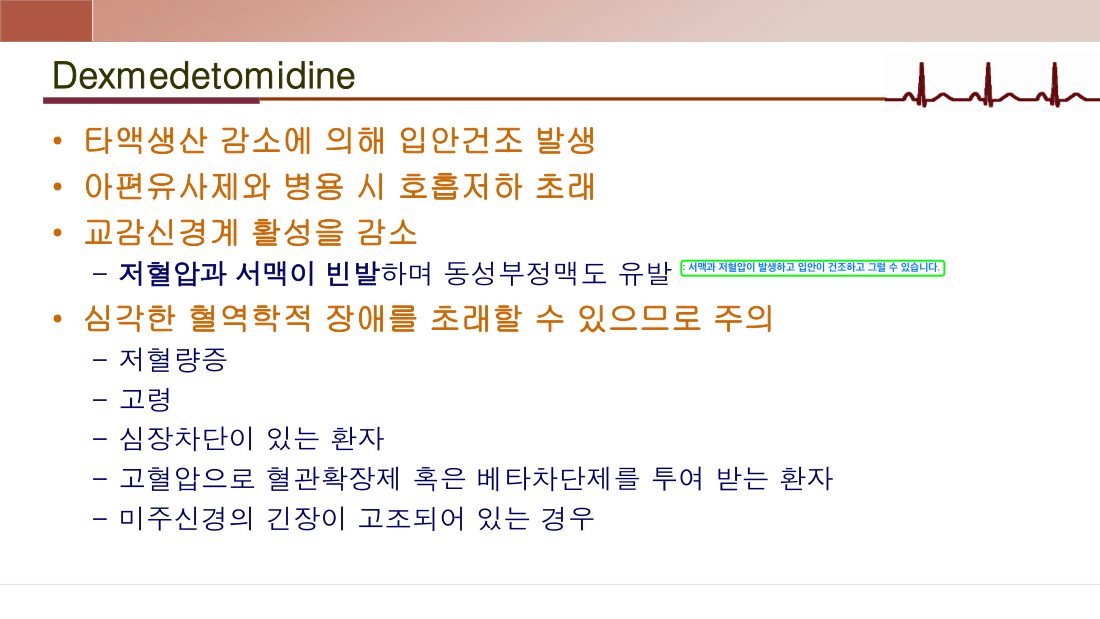 Dexmedetomidine
• 타액생산 감소에 의해 입안건조 발생
• 아편유사제와 병용 시 호흡저하 초래
• 교감신경계 활성을 감소
– 저혈압과 서맥이 빈발하며 동성부정맥도 유발 : 서맥과 저혈압이 발생하고 입안이 건조하고 그럴 수 있습니다.
• 심각한 혈역학적 장애를 초래할 수 있으므로 주의
– 저혈량증
– 고령
– 심장차단이 있는 환자
– 고혈압으로 혈관확장제 혹은 베타차단제를 투여 받는 환자
– 미주신경의 긴장이 고조되어 있는 경우